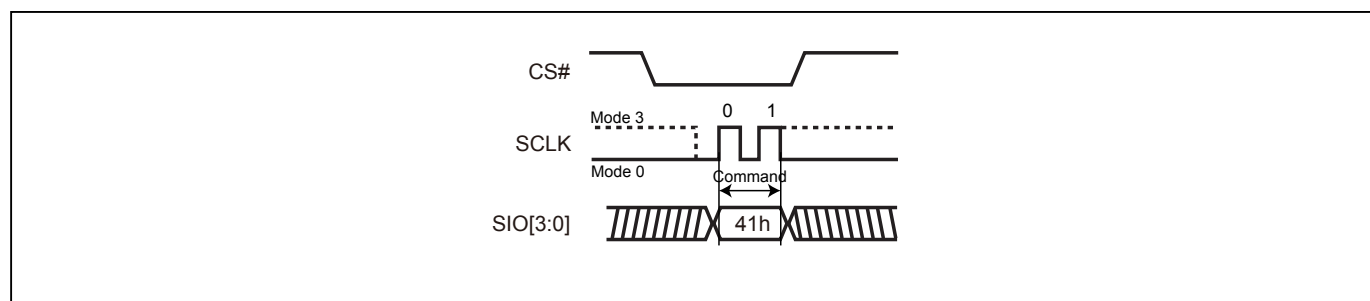 CS#
0 1
Mode 3
SCLK
Mode 0
Command
SIO[3:0]
41h